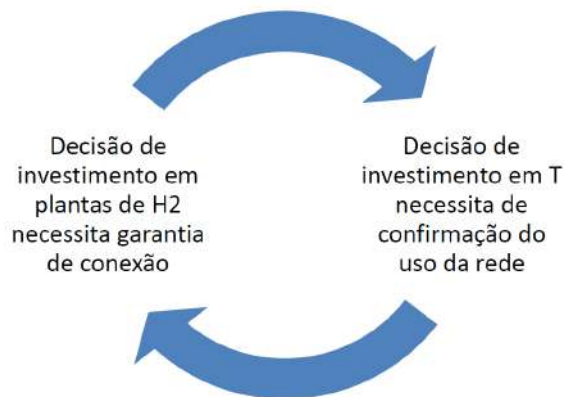 Decisão de
investimento em
plantas de H2
necessita garantia
de conexão
Decisão de
investimento em T
necessita de
confirmação do
uso da rede